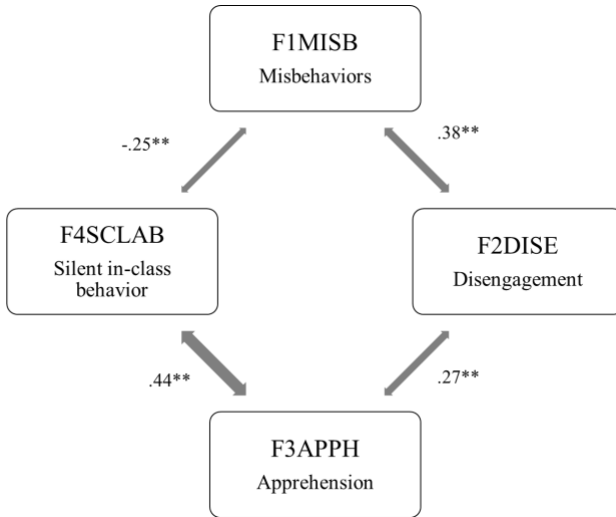 F1MISB
Misbehaviors
-.25**
.38**
F4SCLAB
Silent in-class
behavior
F2DISE
Disengagement
.44**
.27**
F3APPH
Apprehension